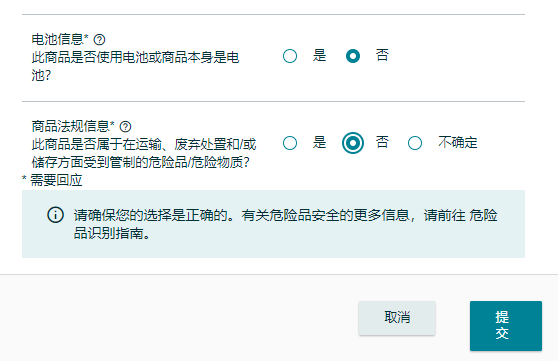 电池信息*
此商品是否使用电池或商品本身是电
池?
是 否
商品法规信息*
此商品是否属于在运输、废弃处置和/或
储存方面受到管制的危险品/危险物质?
是 否 不确定
* 需要回应
请确保您的选择是正确的。有关危险品安全的更多信息，请前往 危险
品识别指南。
取消
提
交